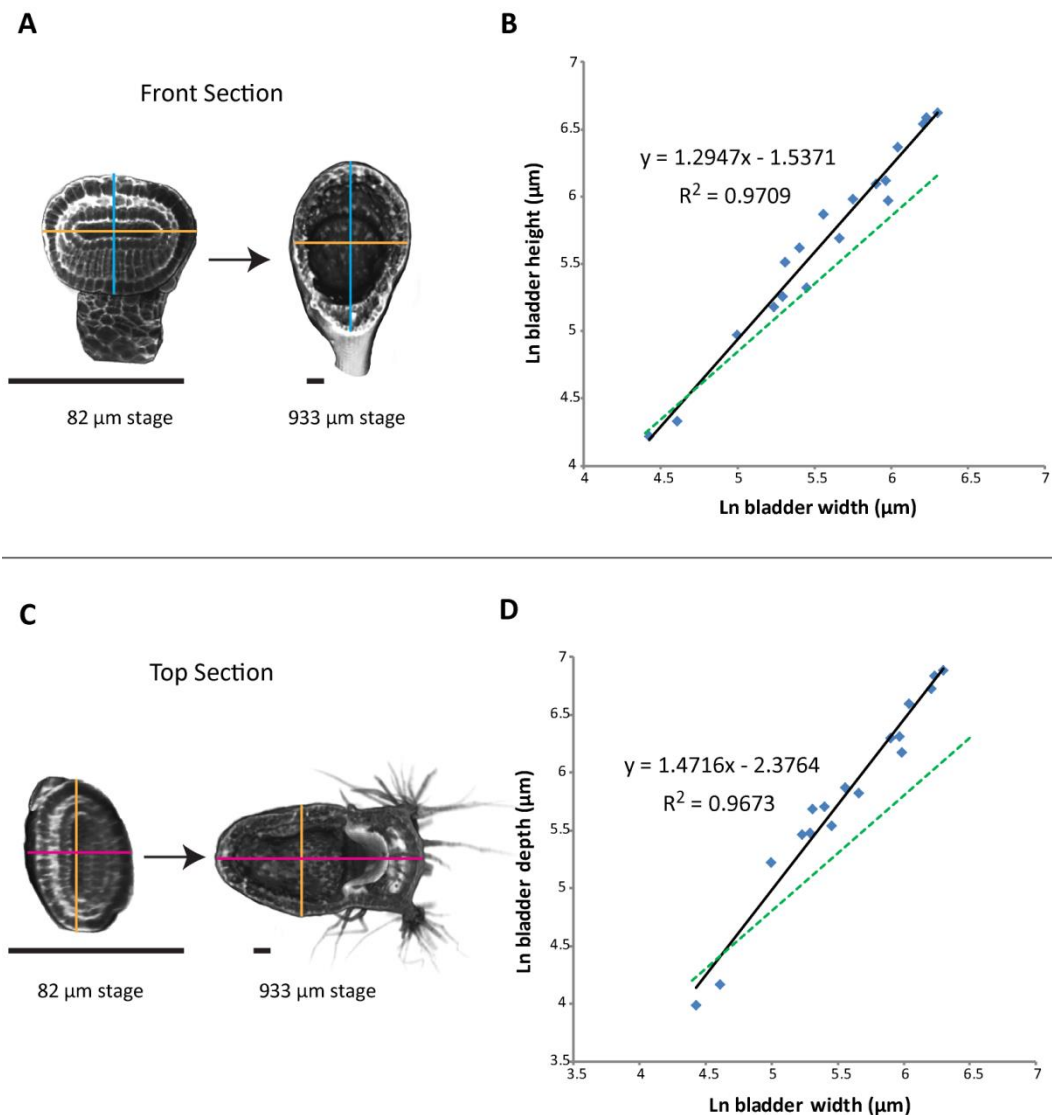 A
Front Section
82 µm stage
933 µm stage
B
7
6.5
6
5.5
5
4.5
4
4
4.5
5
5.5
6
6.5
7
y = 1.2947x - 1.5371
R² = 0.9709
Ln bladder height (µm)
Ln bladder width (µm)
C
Top Section
82 µm stage
933 µm stage
D
7
6.5
6
5.5
5
4.5
4
3.5
3.5
4
4.5
5
5.5
6
6.5
7
y = 1.4716x - 2.3764
R² = 0.9673
Ln bladder depth (µm)
Ln bladder width (µm)